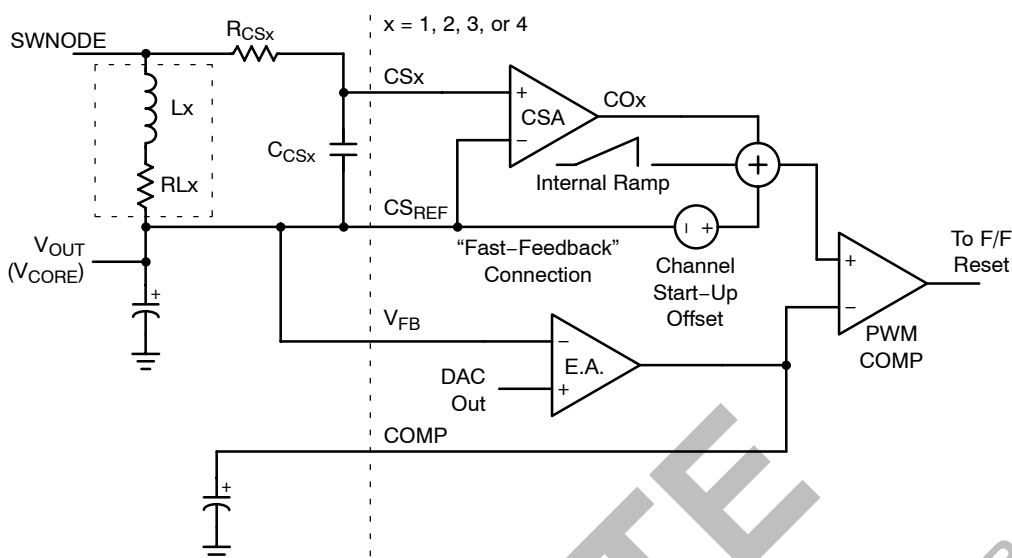 x = 1, 2, 3, or 4
SWNODE
RCSx
CSx
Lx
CCSx
RLx
+
−
CSA
COx
Internal Ramp
+
CSREF
“Fast−Feedback”
Connection
− +
Channel
Start−Up
Offset
VOUT
(VCORE)
+
+
−
PWM
COMP
To F/F
Reset
VFB
−
+
E.A.
DAC
Out
COMP
+